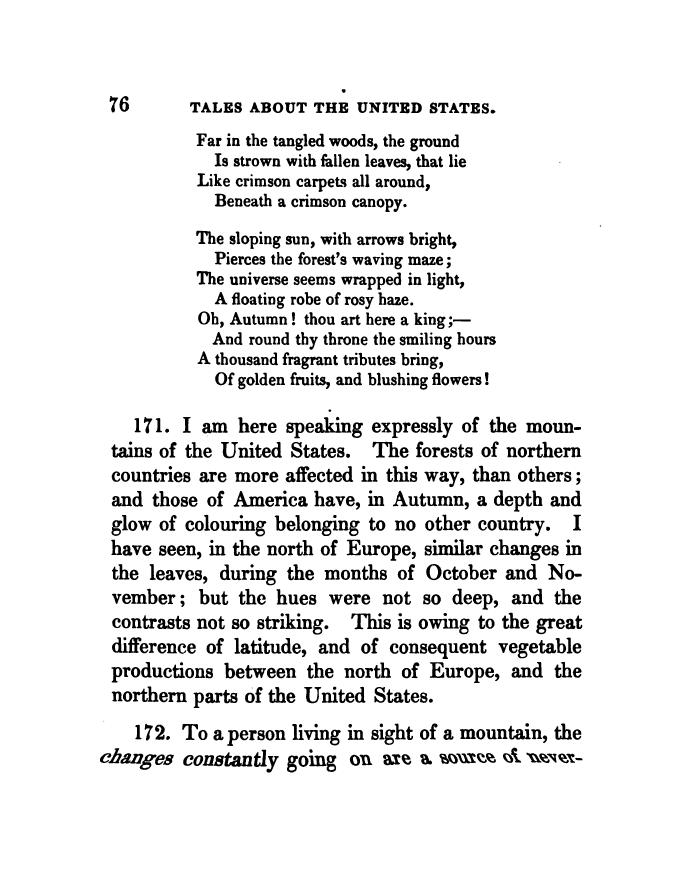 76 TALES ABOUT THE UNITED STATES.
Far in the tangled woods, the ground
Is strown with fallen leaves, that lie
Like crimson carpets all around,
Beneath a crimson canopy.
The sloping sun, with arrows bright,
Pierces the forest's waving maze;
The universe seems wrapped in light,
A floating robe of rosy haze.
Oh, Autumn! thou art here a king;—
And round thy throne the smiling hours
A thousand fragrant tributes bring,
Of golden fruits, and blushing flowers!
171. I am here speaking expressly of the moun-
tains of the United States. The forests of northern
countries are more affected in this way, than others;
and those of America have, in Autumn, a depth and
glow of colouring belonging to no other country. I
have seen, in the north of Europe, similar changes in
the leaves, during the months of October and No-
vember; but the hues were not so deep, and the
contrasts not so striking. This is owing to the great
difference of latitude, and of consequent vegetable
productions between the north of Europe, and the
northern parts of the United States.
172. To a person living in sight of a mountain, the
changes constantly going on are a source of never-